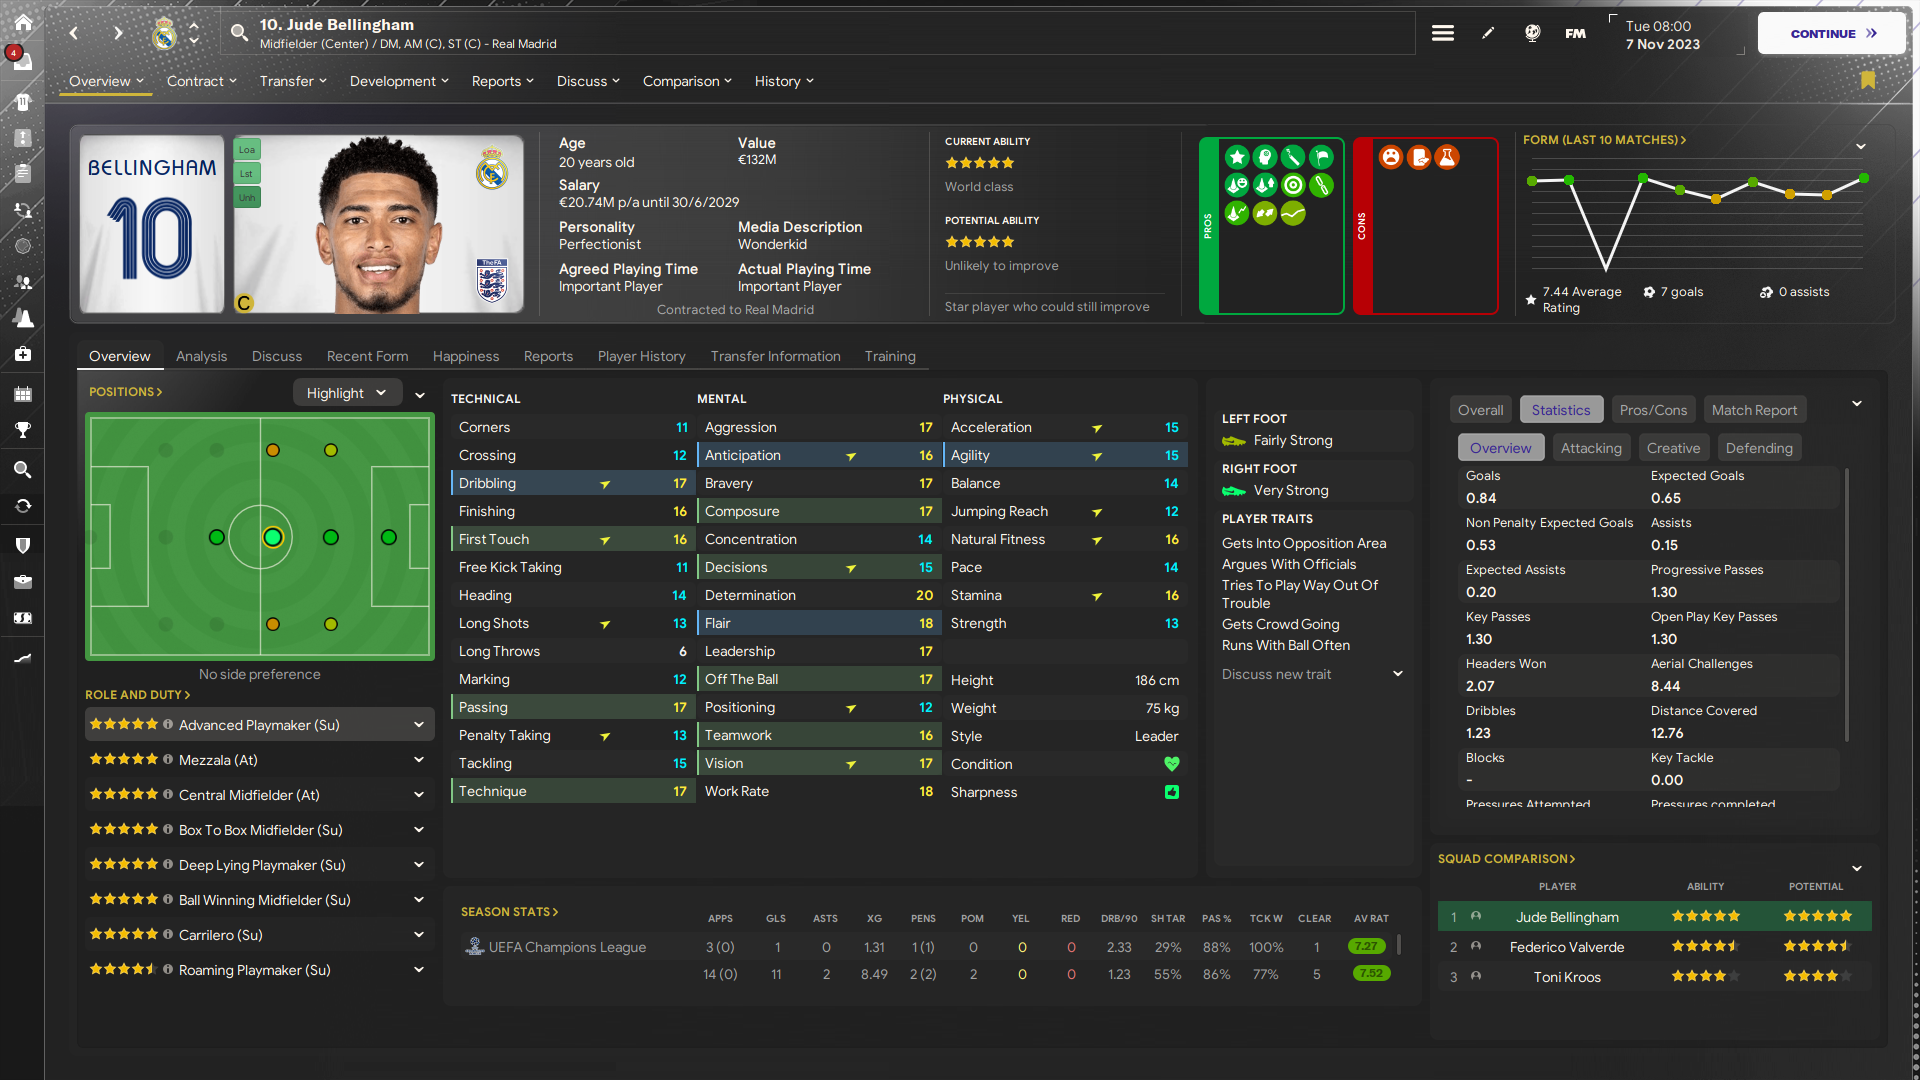 10. Jude Bellingham
Midfielder (Center) / DM, AM (C), ST (C) - Real Madrid
FM
Tue 08:00
7 Nov 2023
CONTINUE
4
11
Overview
Contract
Transfer
Development
Reports
Discuss
Comparison
History
BELLINGHAM
10
Loa
Lst
Unh
C
The FA
Age
20 years old
Value
€132M
Salary
€20.74M p/a until 30/6/2029
Personality
Perfectionist
Media Description
Wonderkid
Agreed Playing Time
Important Player
Actual Playing Time
Important Player
Contracted to Real Madrid
CURRENT ABILITY
World class
POTENTIAL ABILITY
Unlikely to improve
Star player who could still improve
PROS
CONS
FORM (LAST 10 MATCHES) >
7.44 Average Rating
7 goals
0 assists
Overview
Analysis
Discuss
Recent Form
Happiness
Reports
Player History
Transfer Information
Training
POSITIONS >
Highlight
No side preference
ROLE AND DUTY >
Advanced Playmaker (Su)
Mezzala (At)
Central Midfielder (At)
Box To Box Midfielder (Su)
Deep Lying Playmaker (Su)
Ball Winning Midfielder (Su)
Carrilero (Su)
Roaming Playmaker (Su)
TECHNICAL
Corners 11
Crossing 12
Dribbling 17
Finishing 16
First Touch 16
Free Kick Taking 11
Heading 14
Long Shots 13
Long Throws 6
Marking 12
Passing 17
Penalty Taking 13
Tackling 15
Technique 17
MENTAL
Aggression 17
Anticipation 16
Bravery 17
Composure 17
Concentration 14
Decisions 15
Determination 20
Flair 18
Leadership 17
Off The Ball 17
Positioning 12
Teamwork 16
Vision 17
Work Rate 18
PHYSICAL
Acceleration 15
Agility 15
Balance 14
Jumping Reach 12
Natural Fitness 16
Pace 14
Stamina 16
Strength 13
Height 186 cm
Weight 75 kg
Style Leader
Condition
Sharpness
LEFT FOOT
Fairly Strong
RIGHT FOOT
Very Strong
PLAYER TRAITS
Gets Into Opposition Area
Argues With Officials
Tries To Play Way Out Of
Trouble
Gets Crowd Going
Runs With Ball Often
Discuss new trait
Overall
Statistics
Pros/Cons
Match Report
Overview
Attacking
Creative
Defending
Goals
0.84
Expected Goals
0.65
Non Penalty Expected Goals
0.53
Assists
0.15
Expected Assists
0.20
Progressive Passes
1.30
Key Passes
1.30
Open Play Key Passes
1.30
Headers Won
2.07
Aerial Challenges
8.44
Dribbles
1.23
Distance Covered
12.76
Blocks
-
Key Tackle
0.00
Pressures Attempted
Pressures completed
SEASON STATS >
APPS GLS ASTS XG PENS POM YEL RED DRB/90 SH TAR PAS % TCK W CLEAR AV RAT
UEFA Champions League 3 (0) 1 0 1.31 1 (1) 0 0 0 2.33 29% 88% 100% 1 7.27
14 (0) 11 2 8.49 2 (2) 2 0 0 1.23 55% 86% 77% 5 7.52
SQUAD COMPARISON >
PLAYER ABILITY POTENTIAL
1 Jude Bellingham
2 Federico Valverde
3 Toni Kroos